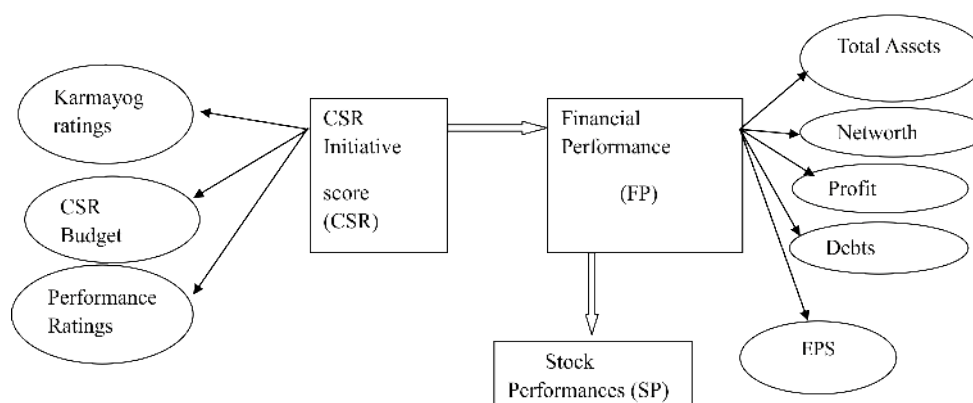 Karmayog
ratings
CSR
Budget
Performance
Ratings
CSR
Initiative
score
(CSR)
Financial
Performance
(FP)
Stock
Performances (SP)
Total Assets
Networth
Profit
Debts
EPS